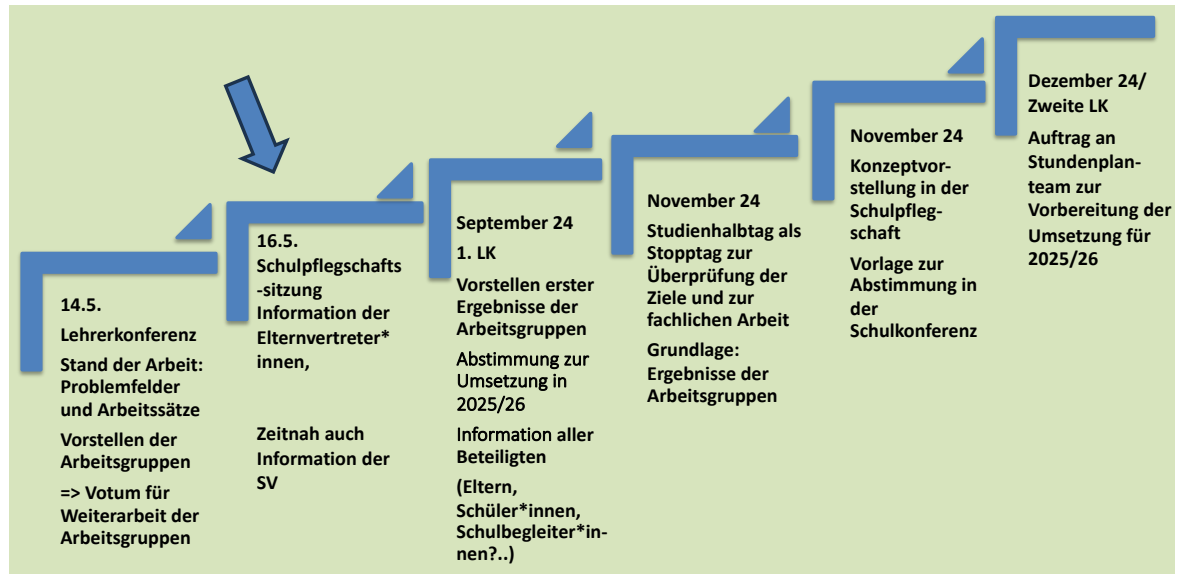 14.5.
Lehrerkonferenz
Stand der Arbeit:
Problemfelder
und Arbeitssätze
Vorstellen der
Arbeitsgruppen
=> Votum für
Weiterarbeit der
Arbeitsgruppen
16.5.
Schulpflegschafts
-sitzung
Information der
Elternvertreter*
innen,
Zeitnah auch
Information der
SV
September 24
1. LK
Vorstellen erster
Ergebnisse der
Arbeitsgruppen
Abstimmung zur
Umsetzung in
2025/26
Information aller
Beteiligten
(Eltern,
Schüler*innen,
Schulbegleiter*in-
nen?..)
November 24
Studienhalbtag als
Stopptag zur
Überprüfung der
Ziele und zur
fachlichen Arbeit
Grundlage:
Ergebnisse der
Arbeitsgruppen
November 24
Konzeptvor-
stellung in der
Schulpfleg-
schaft
Vorlage zur
Abstimmung in
der
Schulkonferenz
Dezember 24/
Zweite LK
Auftrag an
Stundenplan-
team zur
Vorbereitung der
Umsetzung für
2025/26